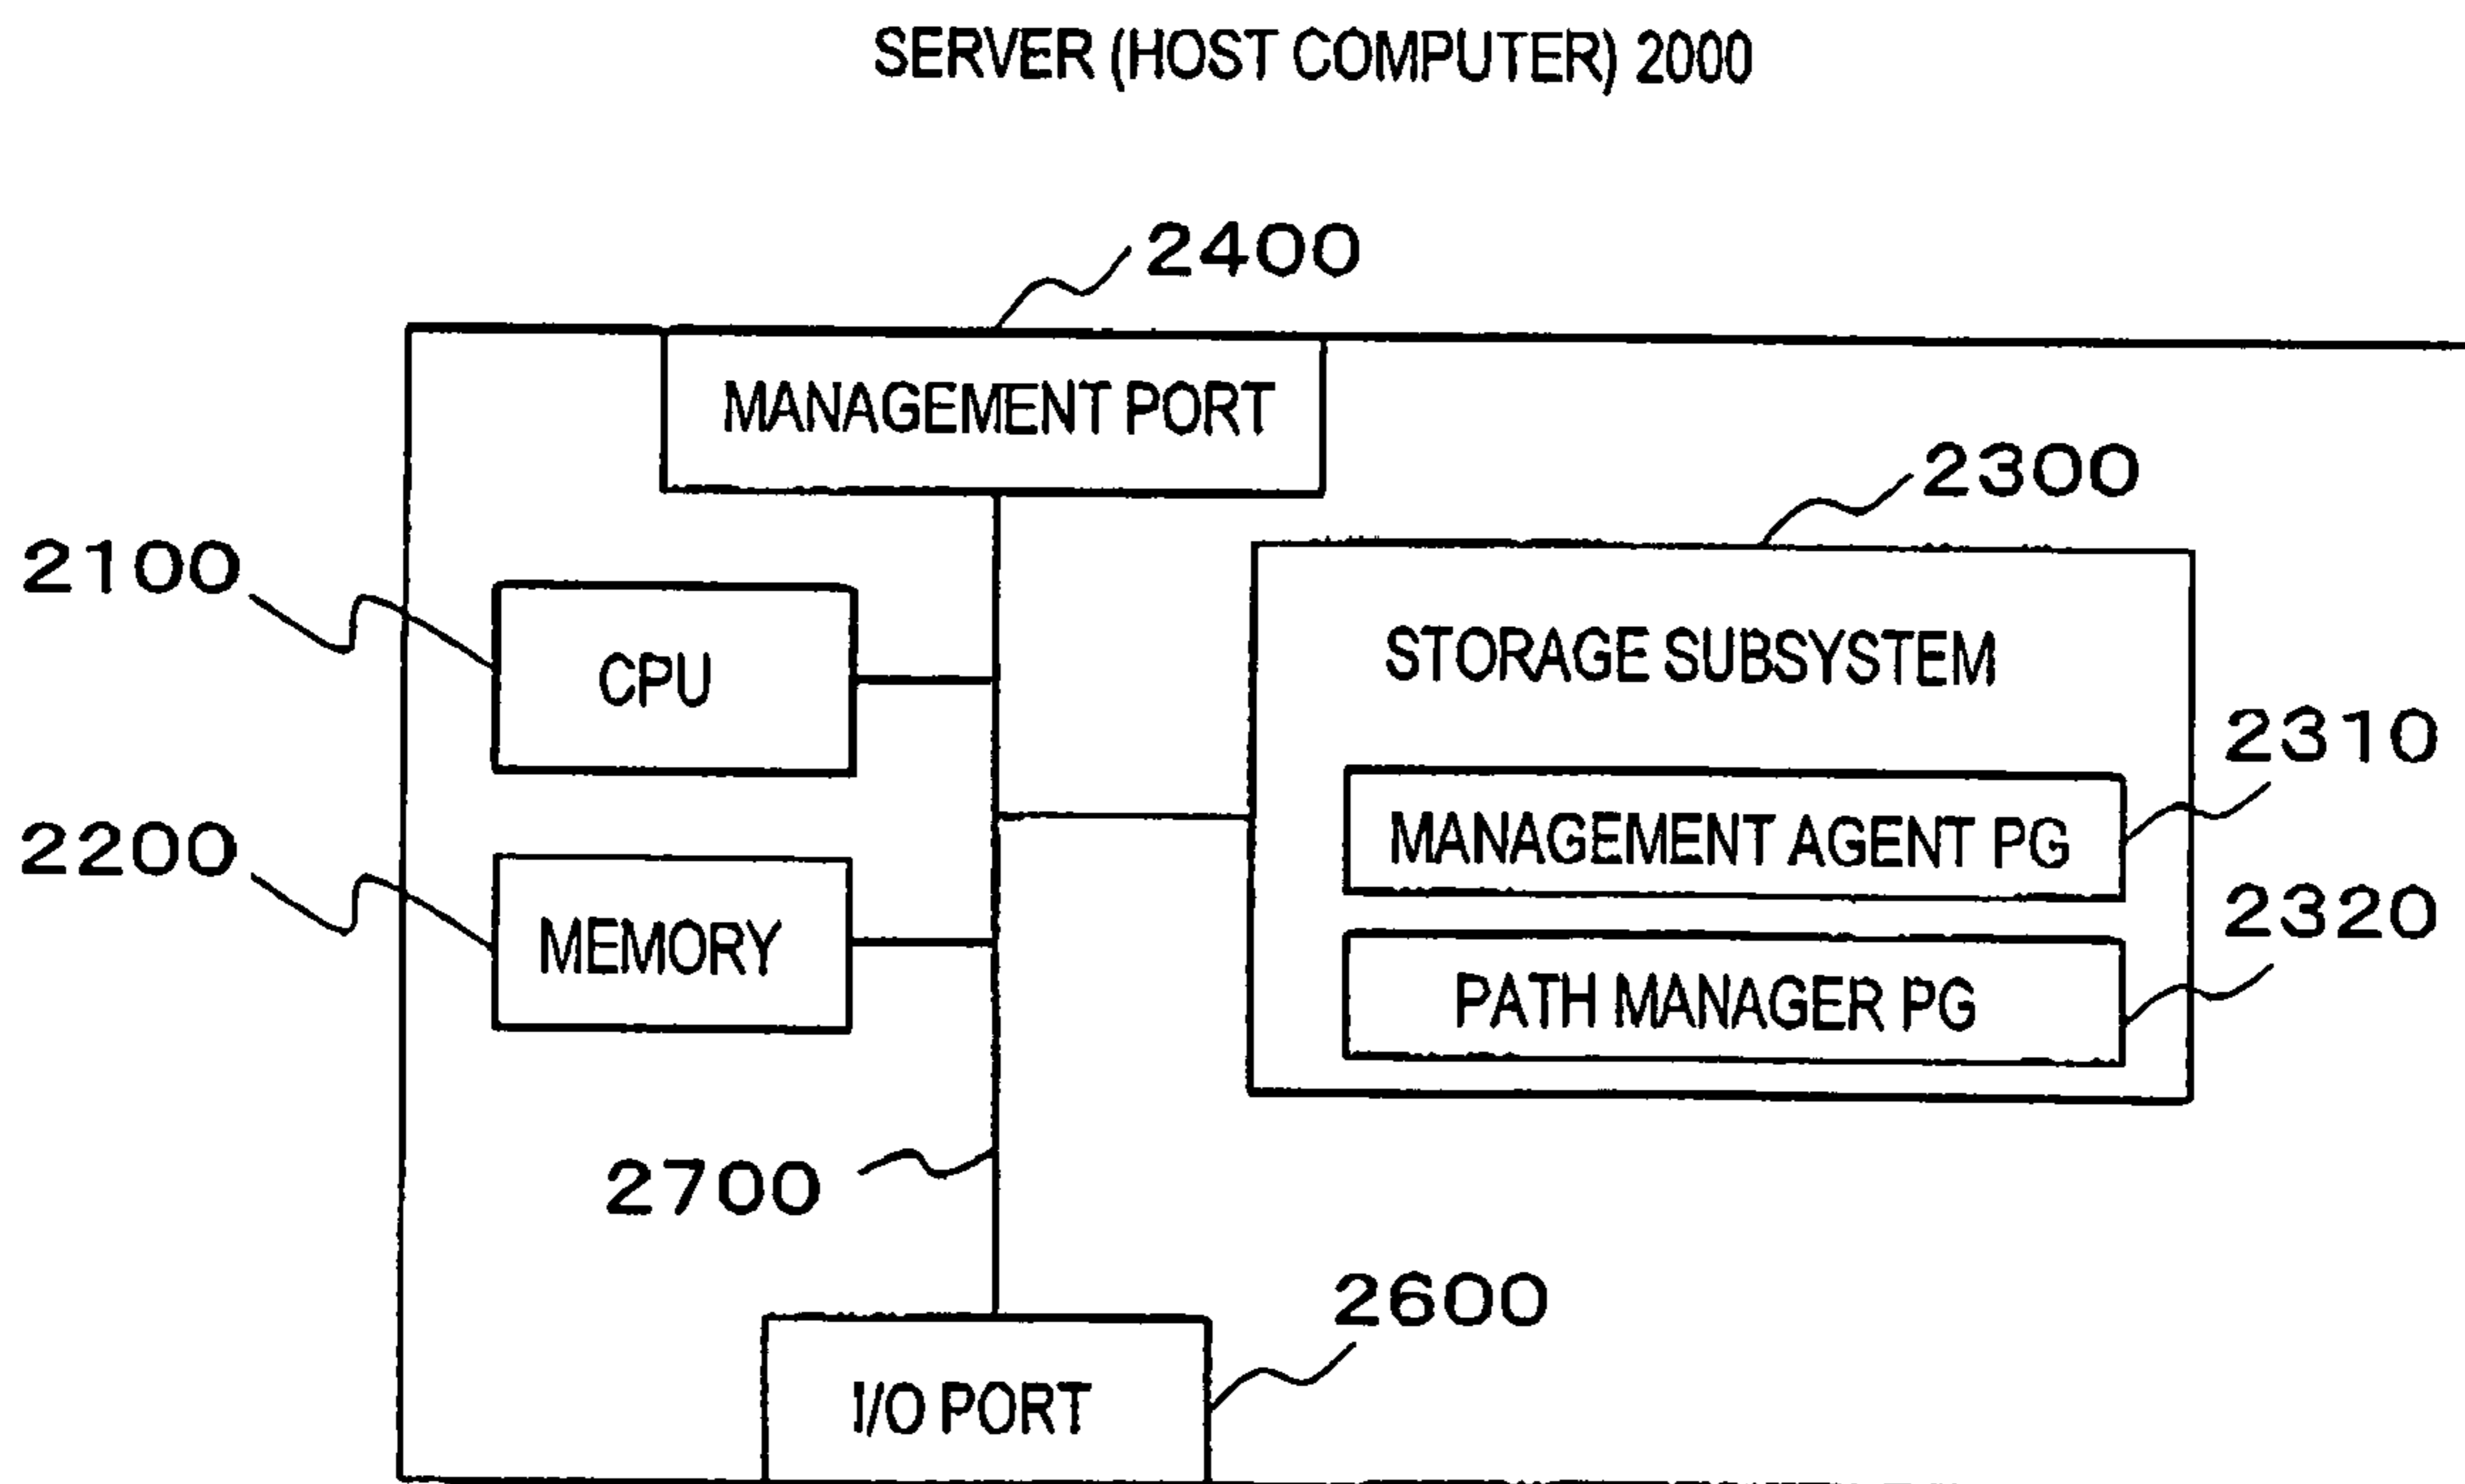 SERVER (HOST COMPUTER) 2000
2400
MANAGEMENT PORT
2300
2100
CPU
STORAGE SUBSYSTEM
2310
MANAGEMENT AGENT PG
2200
MEMORY
2320
PATH MANAGER PG
2700
2600
I/O PORT